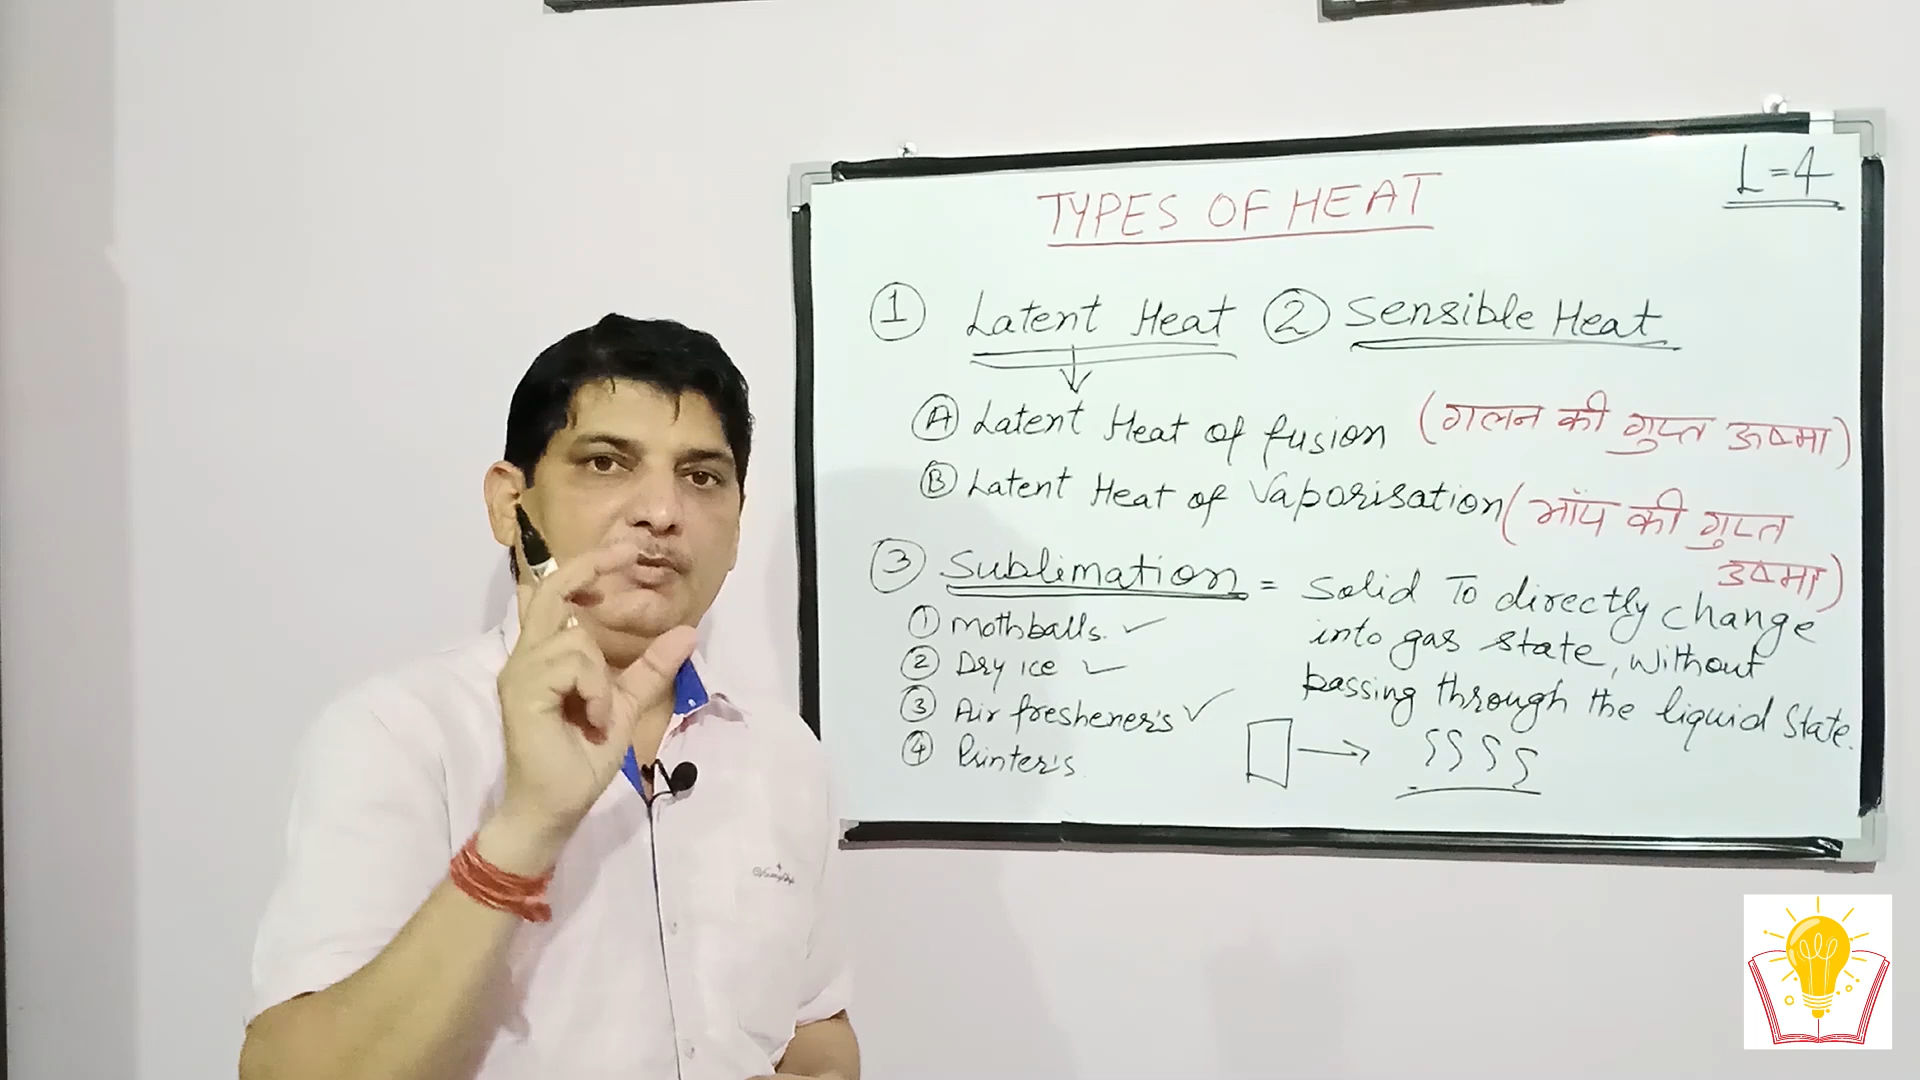 L=4
TYPES OF HEAT
① Latent Heat ② Sensible Heat
Ⓐ Latent Heat of fusion (गलन की गुप्त ऊष्मा)
Ⓑ Latent Heat of Vaporisation (भॉप की गुप्त
उष्मा)
③ Sublimation = Solid To directly change
into gas state, without
passing through the liquid state.
① Mothballs. ✓
② Dry ice ✓
③ Air freshener's ✓
④ Printer's